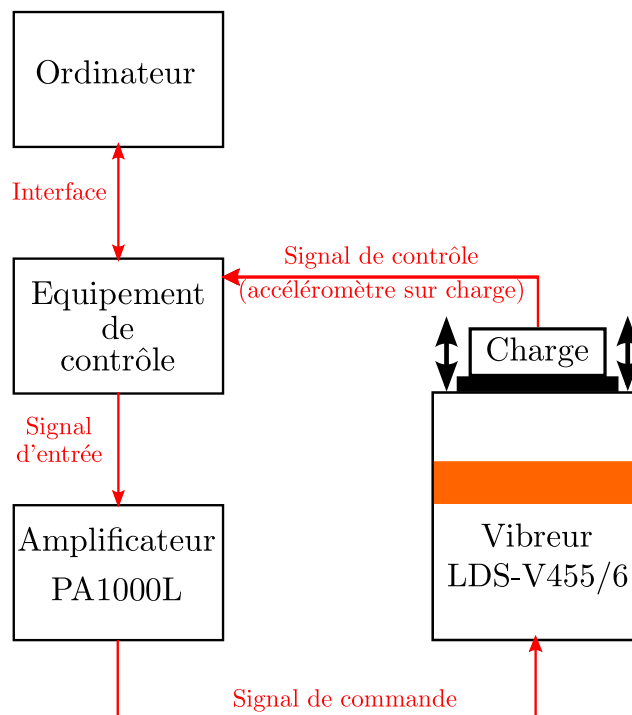 Ordinateur
Interface
Signal de contrôle
(accéléromètre sur charge)
Equipement
de
contrôle
Charge
Signal
d'entrée
Amplificateur
PA1000L
Vibreur
LDS-V455/6
Signal de commande